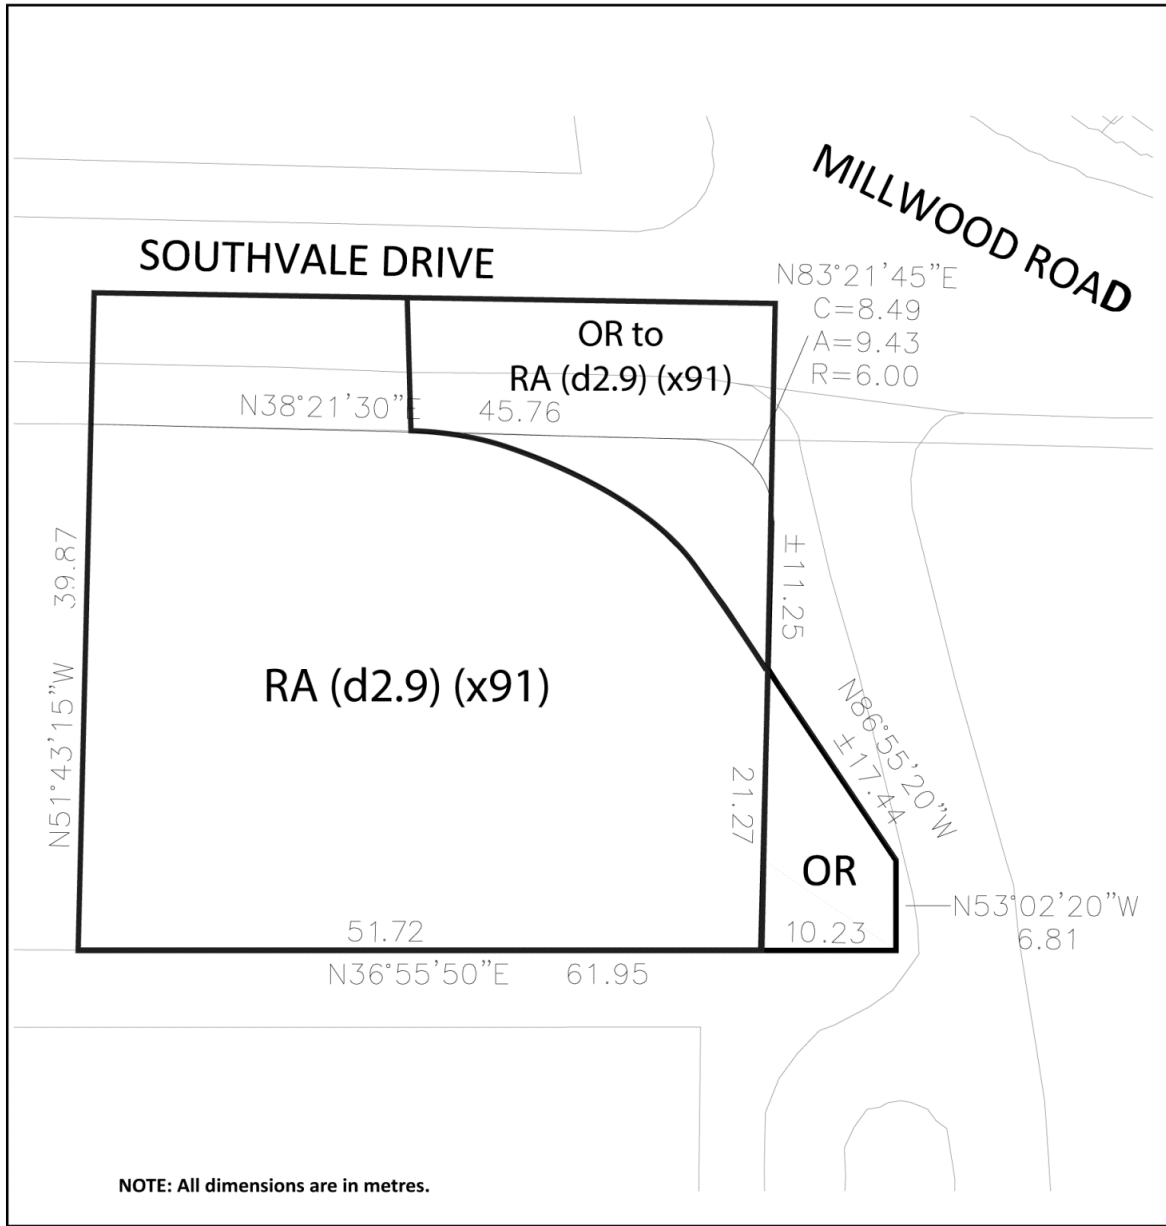 MILLWOOD ROAD
SOUTHVALE DRIVE
N83°21'45"E
C=8.49
A=9.43
R=6.00
OR to
RA (d2.9) (x91)
N38°21'30"E 45.76
N51°43'15"W 39.87
±11.25
RA (d2.9) (x91)
N86°55'20"W
±17.44
21.27
OR
N53°02'20"W
6.81
51.72
10.23
N36°55'50"E 61.95
NOTE: All dimensions are in metres.